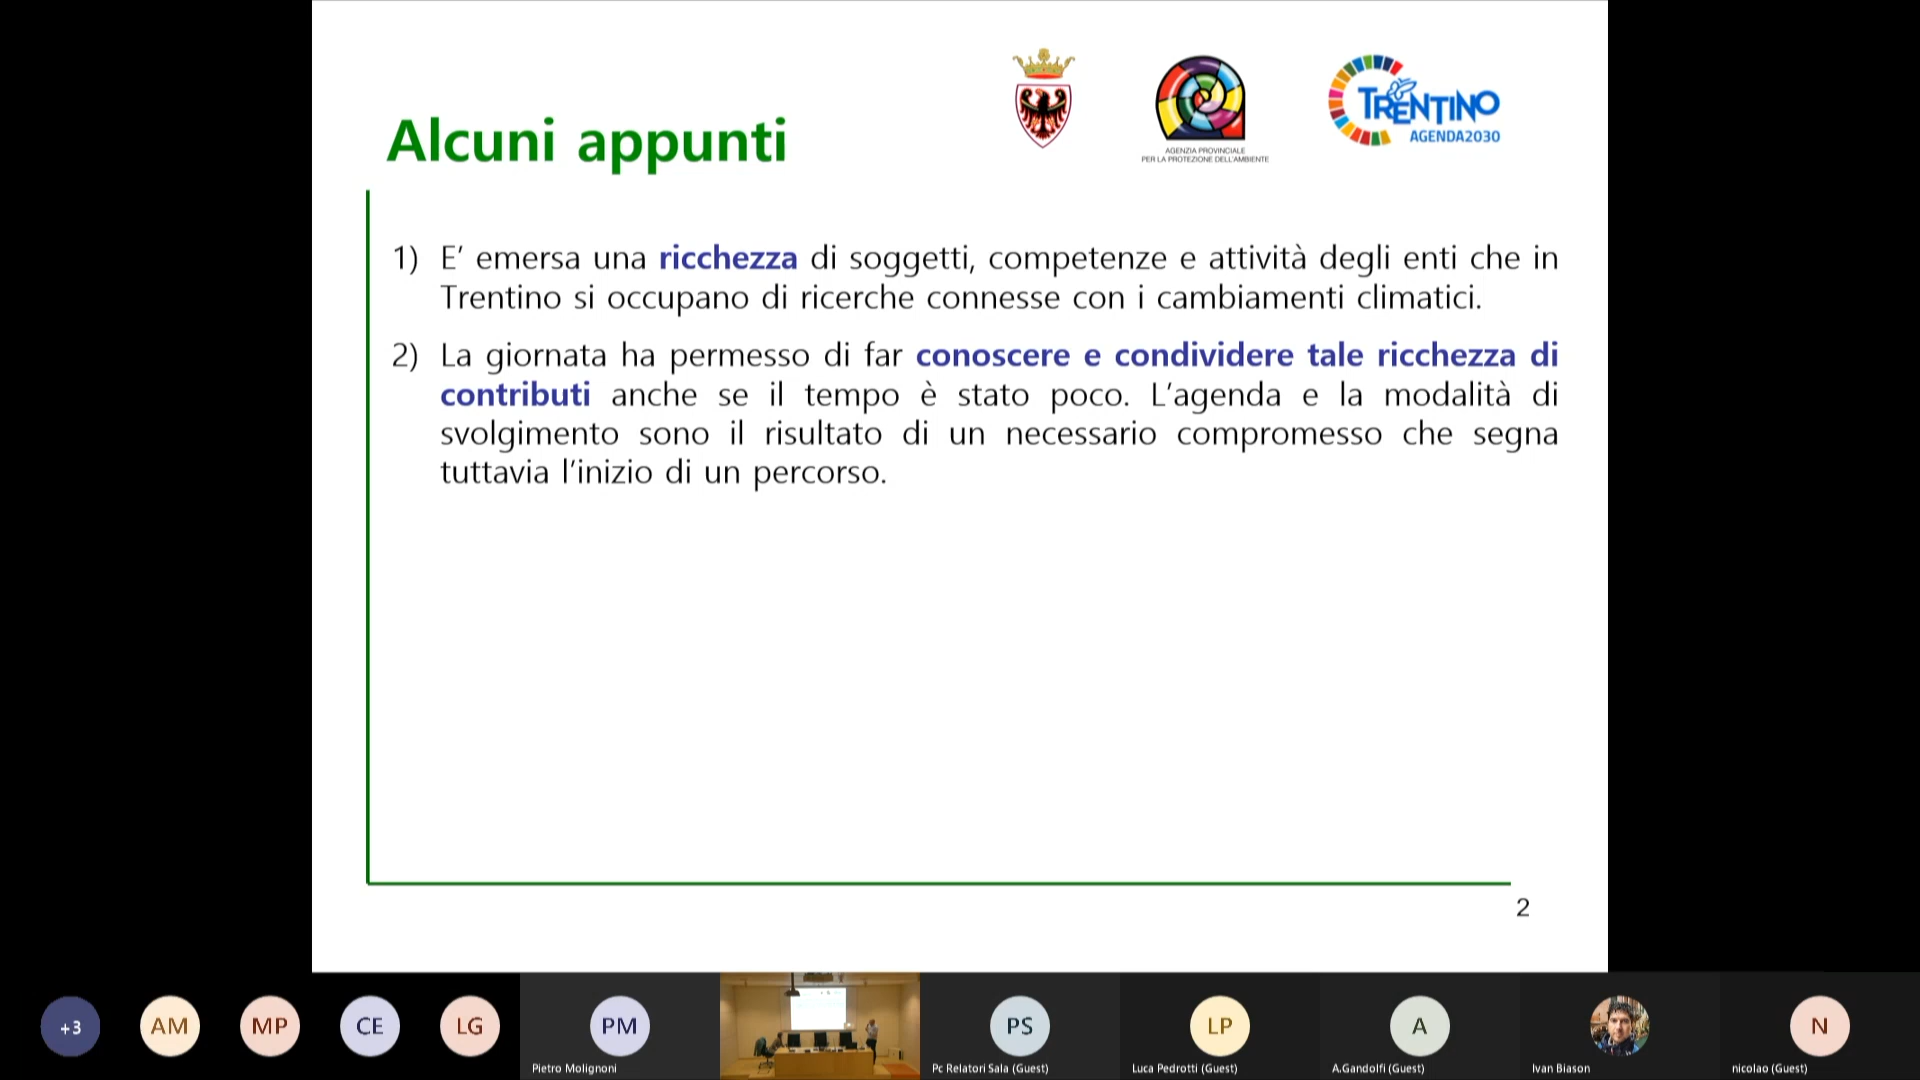 Alcuni appunti
AGENZIA PROVINCIALE
PER LA PROTEZIONE DELL'AMBIENTE
TRENTINO
AGENDA2030
1) E' emersa una ricchezza di soggetti, competenze e attività degli enti che in
Trentino si occupano di ricerche connesse con i cambiamenti climatici.
2) La giornata ha permesso di far conoscere e condividere tale ricchezza di
contributi anche se il tempo è stato poco. L'agenda e la modalità di
svolgimento sono il risultato di un necessario compromesso che segna
tuttavia l'inizio di un percorso.
2
+3
AM
MP
CE
LG
PM
PS
LP
A
N
Pietro Molignoni
Pc Relatori Sala (Guest)
Luca Pedrotti (Guest)
A.Gandolfi (Guest)
Ivan Biason
nicolao (Guest)